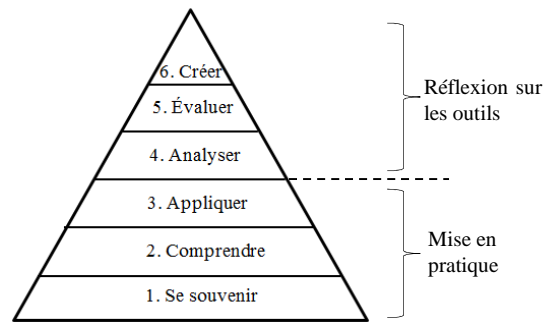 6. Créer
5. Évaluer
4. Analyser
3. Appliquer
2. Comprendre
1. Se souvenir
Réflexion sur
les outils
Mise en
pratique